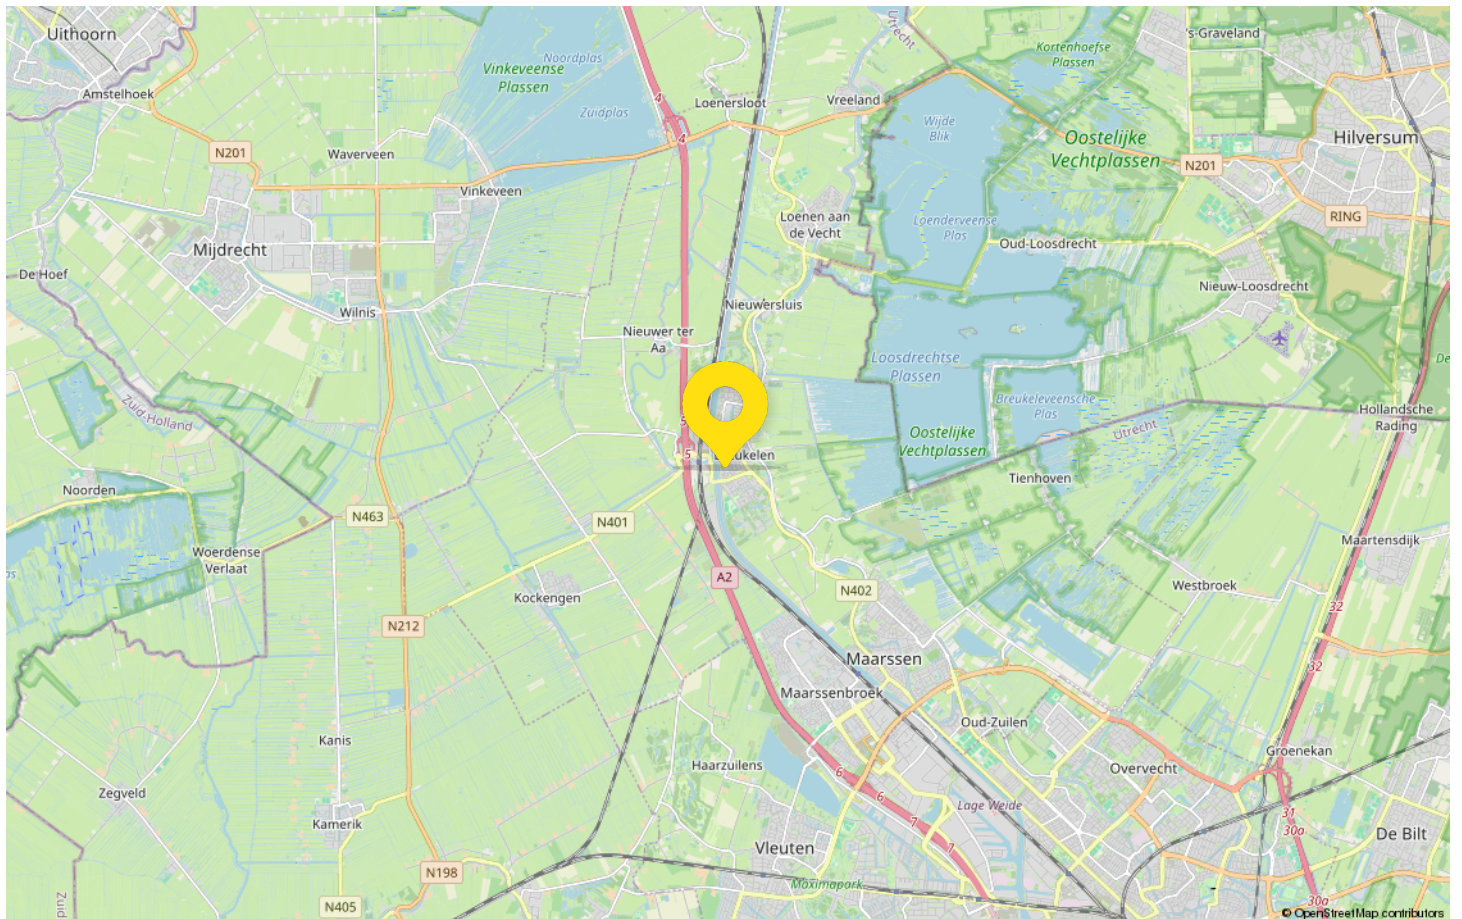 Uithoorn
Amstelhoek
N201
Waverveen
Vinkeveense
Plassen
Noordplas
Zuidplas
4
4
Loenersloot
Vreeland
Utrecht
Kortenhoefse
Plassen
's-Graveland
Wijde
Blik
Oostelijke
Vechtplassen
N201
Hilversum
RING
Vinkeveen
Mijdrecht
De Hoef
Wilnis
Loenen aan
de Vecht
Loenderveense
Plas
Oud-Loosdrecht
Nieuw-Loosdrecht
Nieuwersluis
Nieuwer ter
Aa
Loosdrechtse
Plassen
De
Zuid-Holland
Breukeleveensche
Plas
Hollandsche
Rading
Utrecht
Oostelijke
Vechtplassen
5
5
Tienhoven
Noorden
N463
N401
Woerdense
Verlaat
Maartensdijk
A2
Westbroek
Kockengen
N402
N212
32
32
Maarssen
Maarssenbroek
Oud-Zuilen
Kanis
Haarzuilens
Groenekan
Overvecht
6
6
7
7
Zegveld
Lage Weide
31
30a
Kamerik
De Bilt
Vleuten
N198
Máximapark
N405
Zuid
30a
© OpenStreetMap contributors